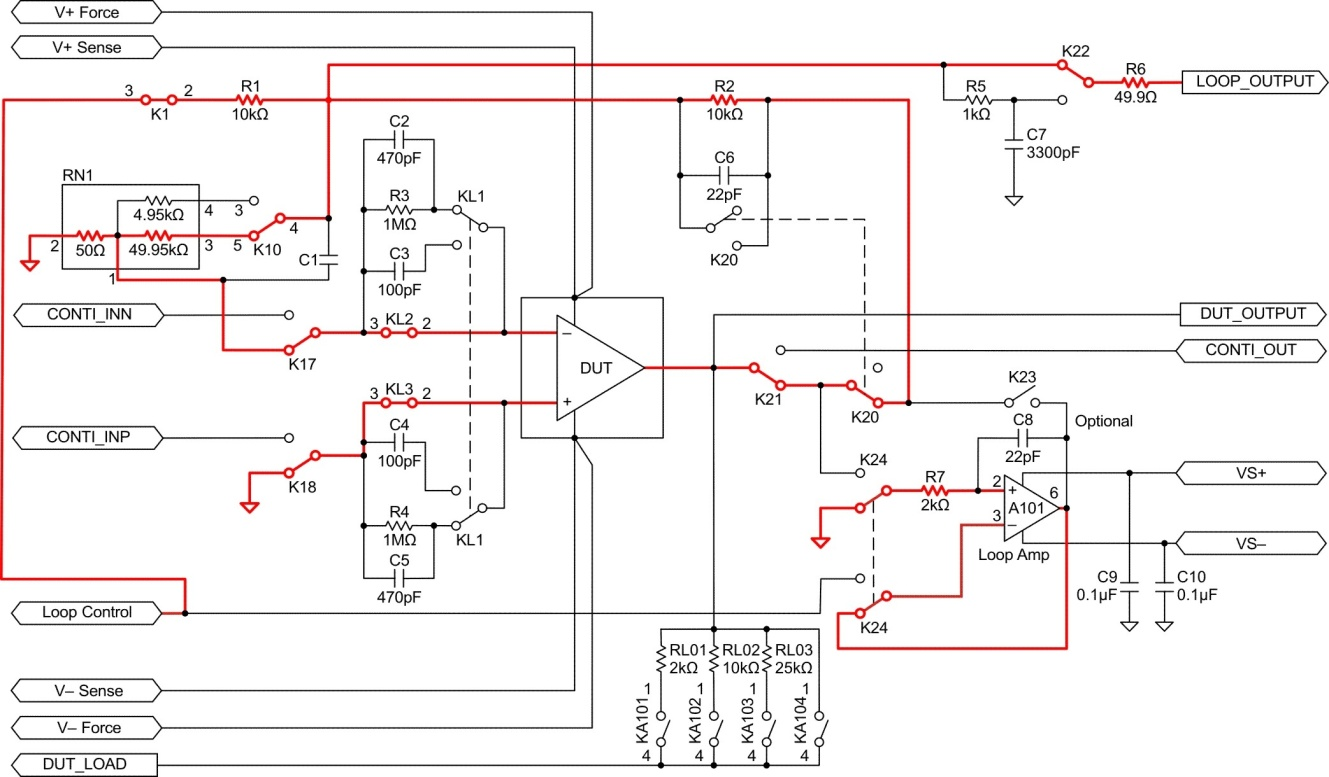 V+ Force
V+ Sense
K22
R6
LOOP_OUTPUT
49.9Ω
3
2
K1
R1
10kΩ
R2
10kΩ
R5
1kΩ
C7
3300pF
C2
470pF
C6
22pF
RN1
4.95kΩ
4
3
R3
1MΩ
KL1
K20
2
50Ω
49.95kΩ
3
5
4
K10
1
C1
C3
100pF
CONTI_INN
K17
3
KL2
2
DUT_OUTPUT
CONTI_OUT
–
DUT
+
K21
K20
K23
Optional
3
KL3
2
CONTI_INP
K18
C4
100pF
C8
22pF
K24
R7
2kΩ
2
+
6
A101
3
–
Loop Amp
VS+
VS–
R4
1MΩ
KL1
C5
470pF
C9
0.1µF
C10
0.1µF
Loop Control
K24
RL01
2kΩ
RL02
10kΩ
RL03
25kΩ
V– Sense
1
1
1
1
KA101
KA102
KA103
KA104
V– Force
4
4
4
4
DUT_LOAD